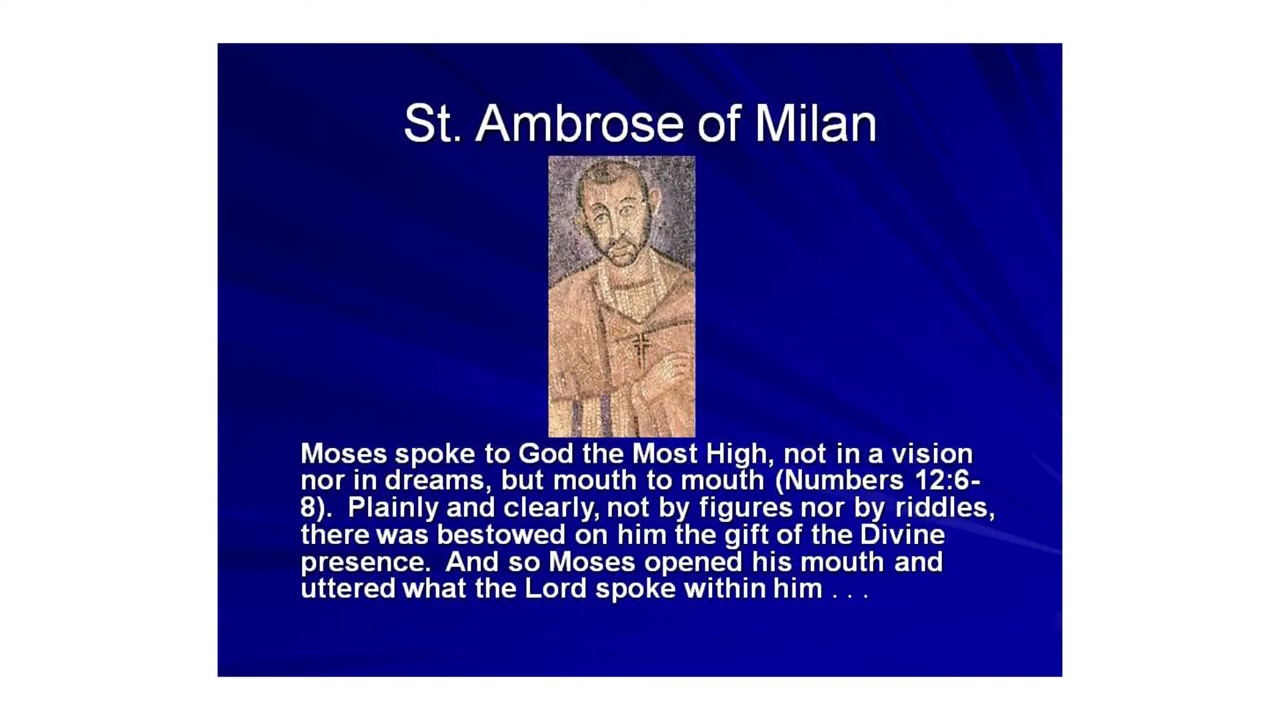 St. Ambrose of Milan
Moses spoke to God the Most High, not in a vision
nor in dreams, but mouth to mouth (Numbers 12:6-
8).  Plainly and clearly, not by figures nor by riddles,
there was bestowed on him the gift of the Divine
presence.  And so Moses opened his mouth and
uttered what the Lord spoke within him . . .